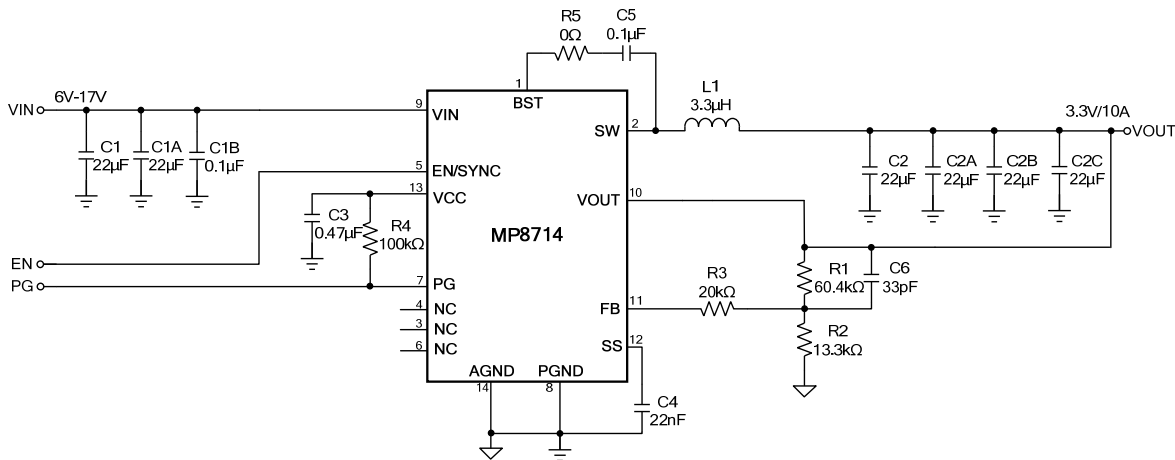 R5
0Ω
C5
0.1µF
1
BST
VIN
6V-17V
9
VIN
C1
22µF
C1A
22µF
C1B
0.1µF
SW
2
L1
3.3µH
3.3V/10A
VOUT
5
EN/SYNC
C2
22µF
C2A
22µF
C2B
22µF
C2C
22µF
13
VCC
VOUT
10
C3
0.47µF
R4
100kΩ
MP8714
EN
PG
7
PG
R3
20kΩ
R1
60.4kΩ
C6
33pF
4
NC
FB
11
3
NC
6
NC
SS
12
R2
13.3kΩ
AGND
PGND
14
8
C4
22nF